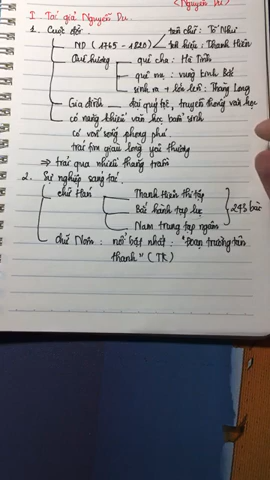 (Nguyễn Du)
I. Tác giả Nguyễn Du.
1. Cuộc đời: tên chữ: Tố Như
ND (1765 - 1820) tên hiệu: Thanh Hiên
Quê hương quê cha: Hà Tĩnh
quê mẹ: vùng Kinh Bắc
sinh ra + lớn lên: Thăng Long
Gia đình đại quý tộc, truyền thống văn học
có năng khiếu văn học bẩm sinh
có vốn sống phong phú.
trái tim giàu lòng yêu thương
⇒ trải qua nhiều thăng trầm
2. Sự nghiệp sáng tác.
chữ Hán Thanh Hiên thi tập
Bắc hành tạp lục 243 bài
Nam trung tạp ngâm
Chữ Nôm: nổi bật nhất: "Đoạn trường tân
thanh" (TK)